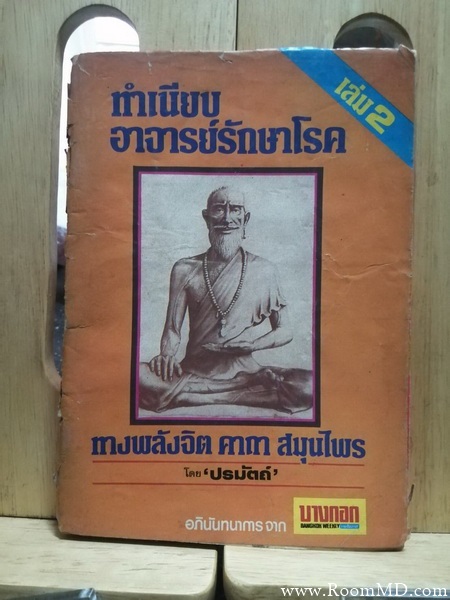 เล่ม 2
ทำเนียบ
อาจารย์รักษาโรค
ทางพลังจิต คาถา สมุนไพร
โดย ‘ปรมัตถ์’
อภินันทนาการ จาก
บางกอก
BANGKOK WEEKLY
www.RoomMD.com